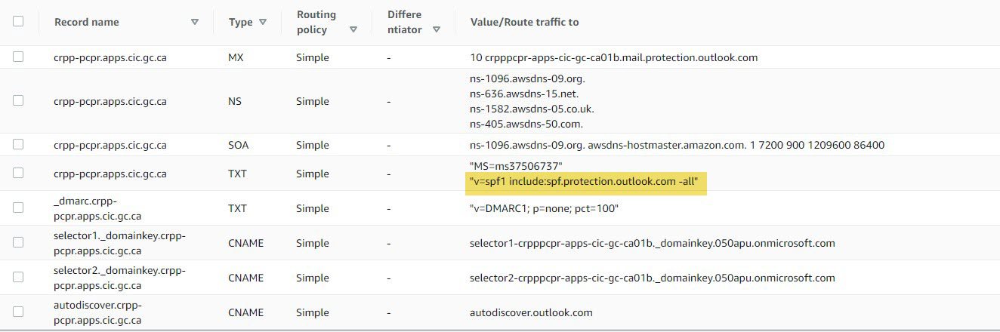 Record name Type Routing policy Differe ntiator Value/Route traffic to
crpp-pcpr.apps.cic.gc.ca MX Simple - 10 crpppcpr-apps-cic-gc-ca01b.mail.protection.outlook.com
crpp-pcpr.apps.cic.gc.ca NS Simple - ns-1096.awsdns-09.org.
ns-636.awsdns-15.net.
ns-1582.awsdns-05.co.uk.
ns-405.awsdns-50.com.
crpp-pcpr.apps.cic.gc.ca SOA Simple - ns-1096.awsdns-09.org. awsdns-hostmaster.amazon.com. 1 7200 900 1209600 86400
crpp-pcpr.apps.cic.gc.ca TXT Simple - "MS=ms37506737"
"v=spf1 include:spf.protection.outlook.com -all"
_dmarc.crpp-
pcpr.apps.cic.gc.ca TXT Simple - "v=DMARC1; p=none; pct=100"
selector1._domainkey.crpp-
pcpr.apps.cic.gc.ca CNAME Simple - selector1-crpppcpr-apps-cic-gc-ca01b._domainkey.050apu.onmicrosoft.com
selector2._domainkey.crpp-
pcpr.apps.cic.gc.ca CNAME Simple - selector2-crpppcpr-apps-cic-gc-ca01b._domainkey.050apu.onmicrosoft.com
autodiscover.crpp-
pcpr.apps.cic.gc.ca CNAME Simple - autodiscover.outlook.com